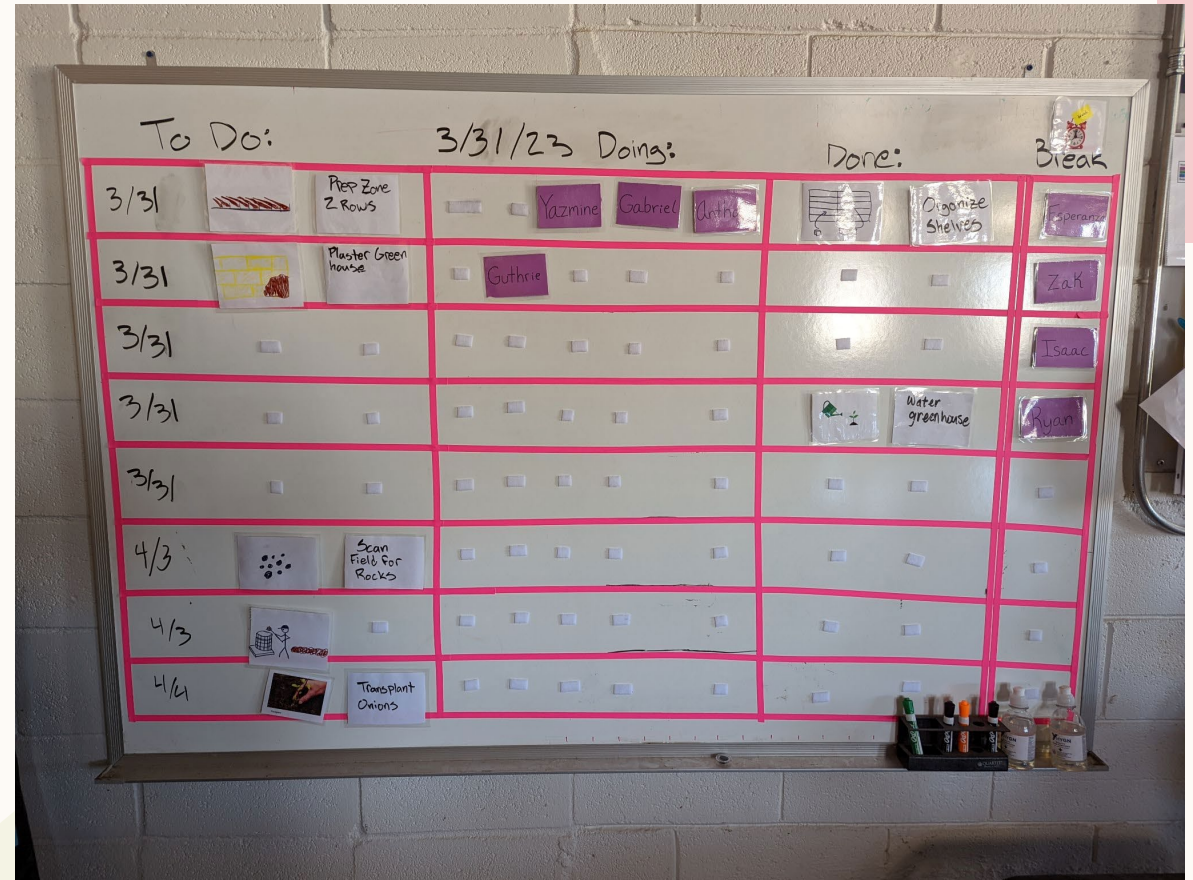 To Do:
3/31/23 Doing:
Done:
Break
3/31
Prep Zone
2 Rows
Yazmine
Gabriel
Organize
Shelves
Esperanza
3/31
Plaster Green
house
Guthrie
Zak
3/31
Isaac
3/31
Water
greenhouse
Ryan
3/31
4/3
Scan
Field for
Rocks
4/3
4/4
Transplant
Onions